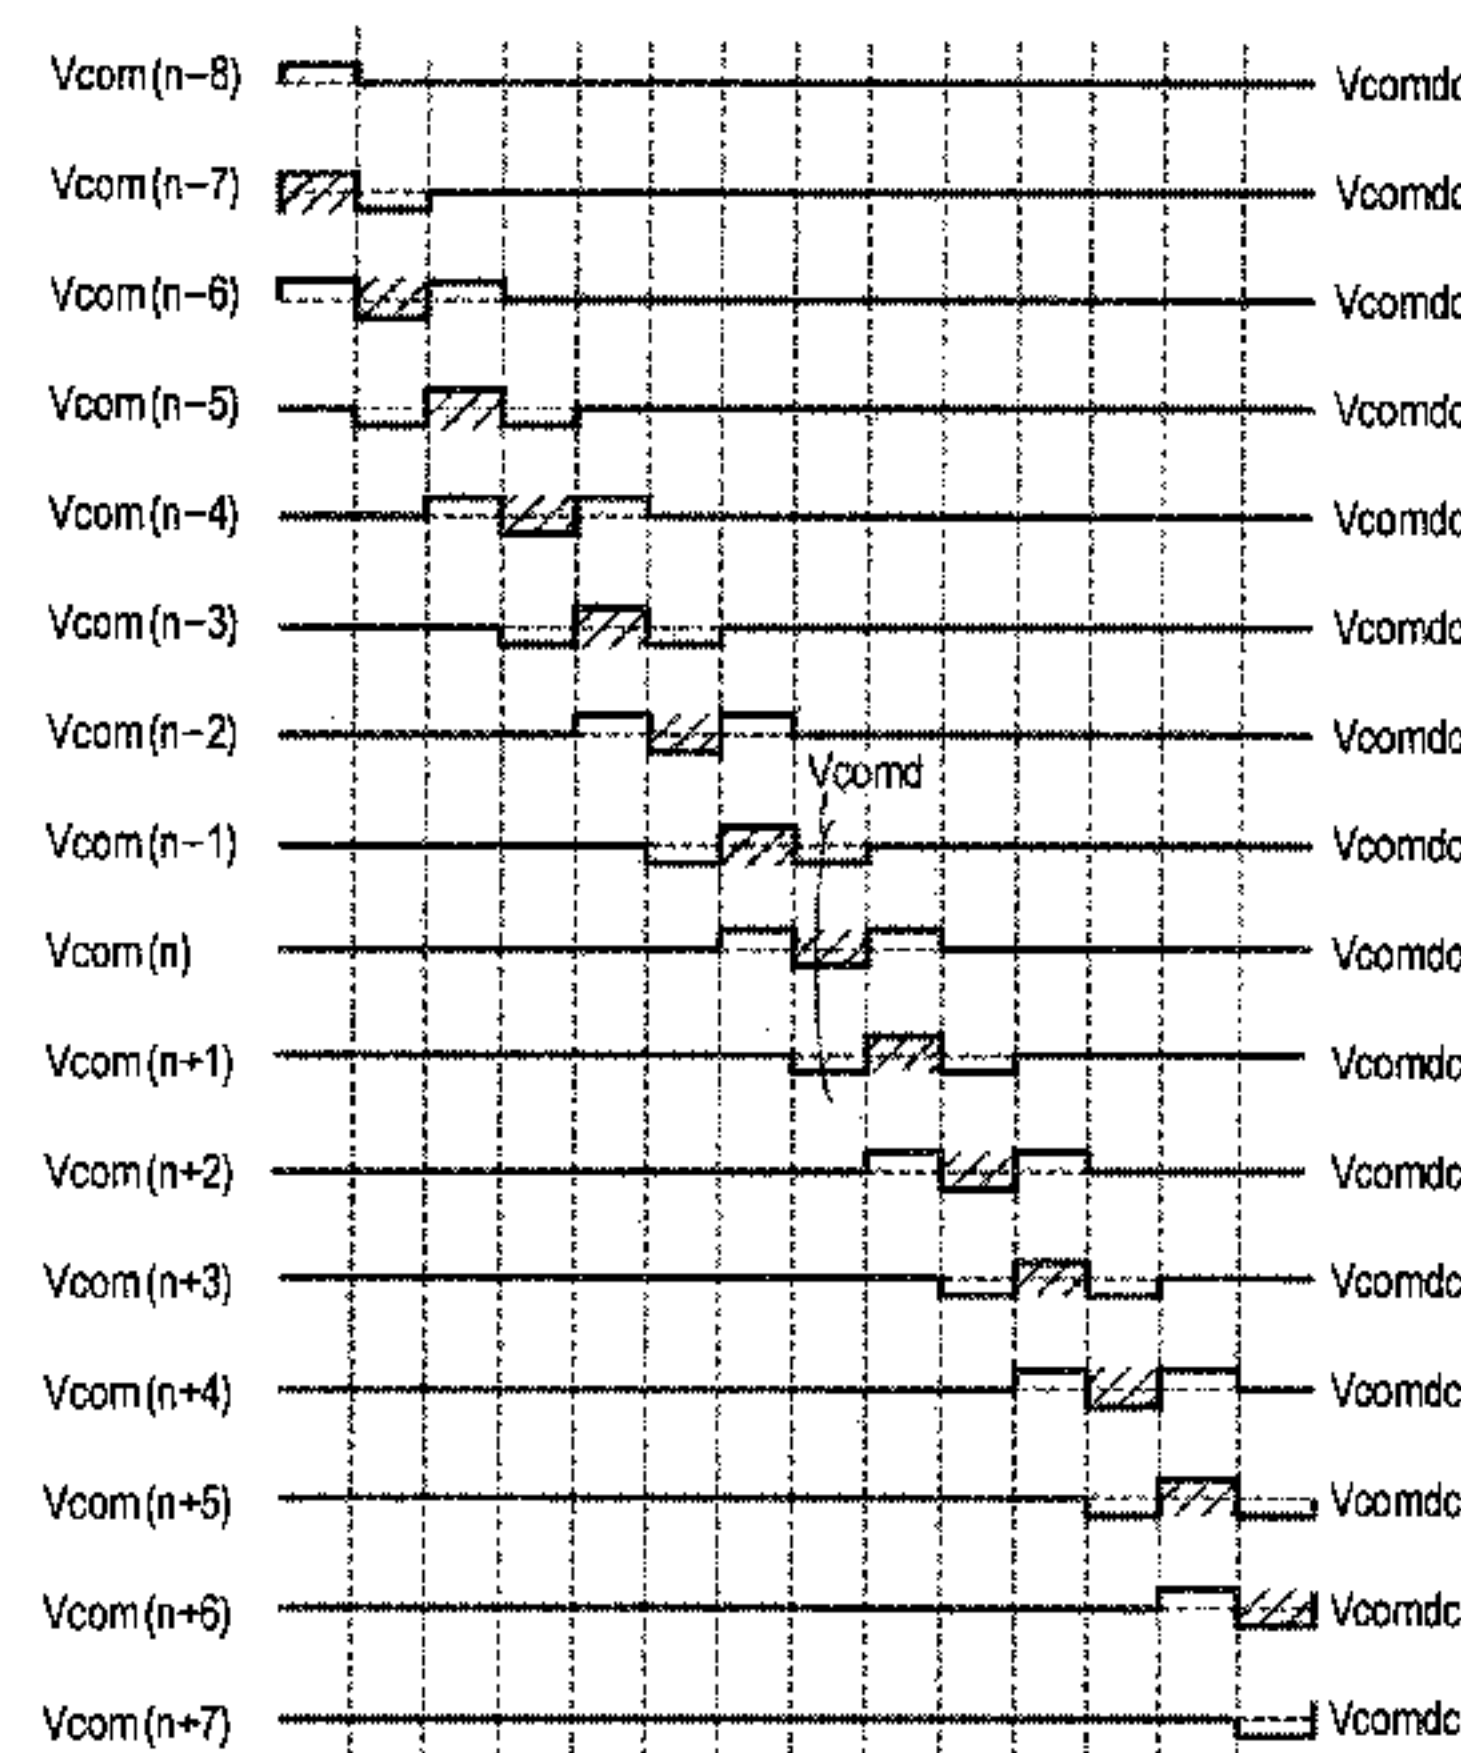 Vcom(n-8) Vcomdc
Vcom(n-7) Vcomdc
Vcom(n-6) Vcomdc
Vcom(n-5) Vcomdc
Vcom(n-4) Vcomdc
Vcom(n-3) Vcomdc
Vcom(n-2) Vcomdc
Vcomd
Vcom(n-1) Vcomdc
Vcom(n) Vcomdc
Vcom(n+1) Vcomdc
Vcom(n+2) Vcomdc
Vcom(n+3) Vcomdc
Vcom(n+4) Vcomdc
Vcom(n+5) Vcomdc
Vcom(n+6) Vcomdc
Vcom(n+7) Vcomdc